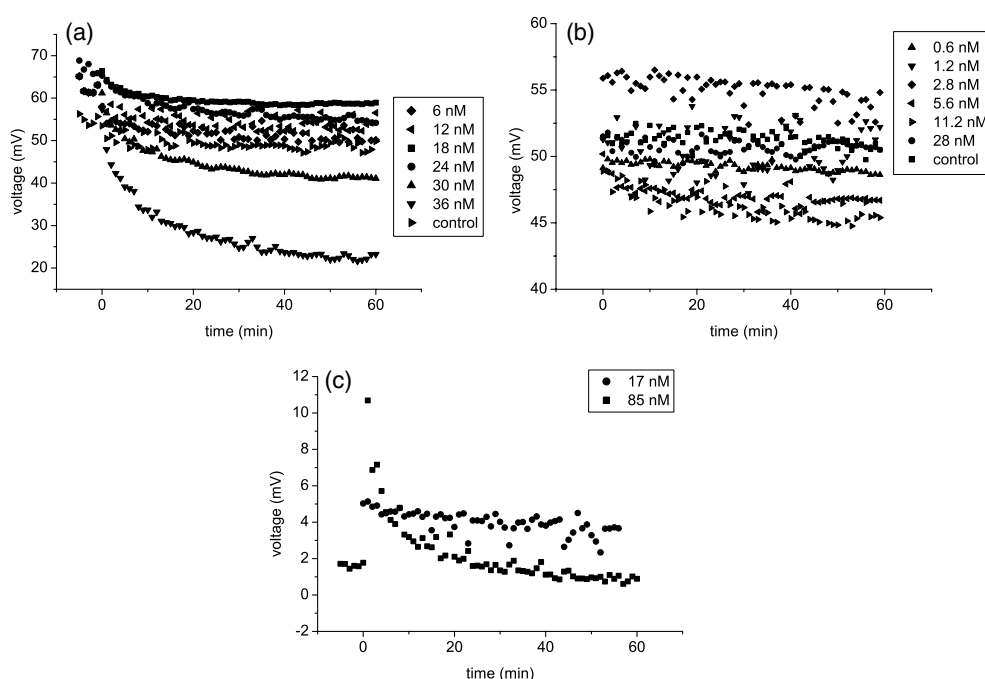 (a)
voltage (mV)
70
60
50
40
30
20
0
20
40
60
time (min)
6 nM
12 nM
18 nM
24 nM
30 nM
36 nM
control
(b)
voltage (mV)
60
55
50
45
40
0
20
40
60
time (min)
0.6 nM
1.2 nM
2.8 nM
5.6 nM
11.2 nM
28 nM
control
(c)
voltage (mV)
12
10
8
6
4
2
0
-2
0
20
40
60
time (min)
17 nM
85 nM